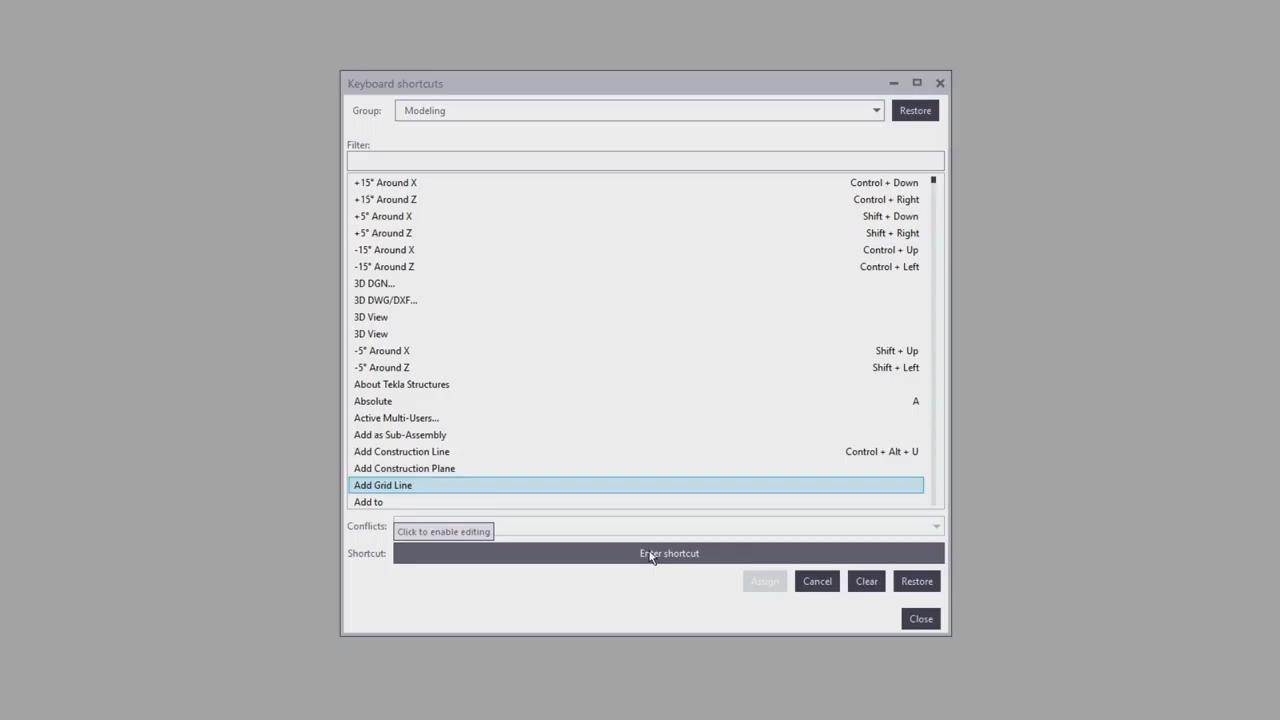 Keyboard shortcuts
Group: Modeling Restore
Filter:
+15° Around X Control + Down
+15° Around Z Control + Right
+5° Around X Shift + Down
+5° Around Z Shift + Right
-15° Around X Control + Up
-15° Around Z Control + Left
3D DGN...
3D DWG/DXF...
3D View
3D View
-5° Around X Shift + Up
-5° Around Z Shift + Left
About Tekla Structures
Absolute A
Active Multi-Users...
Add as Sub-Assembly
Add Construction Line Control + Alt + U
Add Construction Plane
Add Grid Line
Add to
Conflicts:
Click to enable editing
Shortcut: Enter shortcut
Assign Cancel Clear Restore
Close